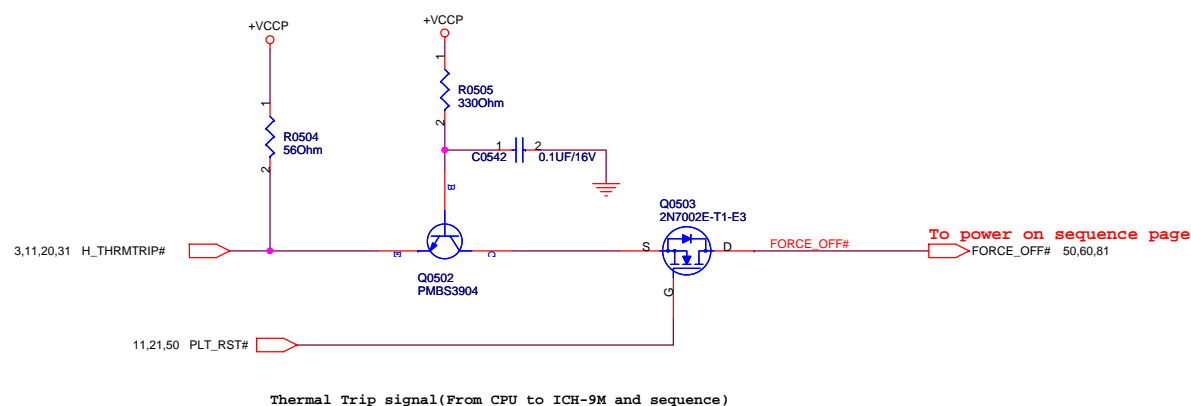 +VCCP
+VCCP
1
R0504
56Ohm
2
1
R0505
330Ohm
2
1
C0542
2
0.1UF/16V
B
E
C
Q0502
PMBS3904
Q0503
2N7002E-T1-E3
S
D
G
3,11,20,31 H_THRMTRIP#
FORCE_OFF#
To power on sequence page
FORCE_OFF# 50,60,81
11,21,50 PLT_RST#
Thermal Trip signal(From CPU to ICH-9M and sequence)